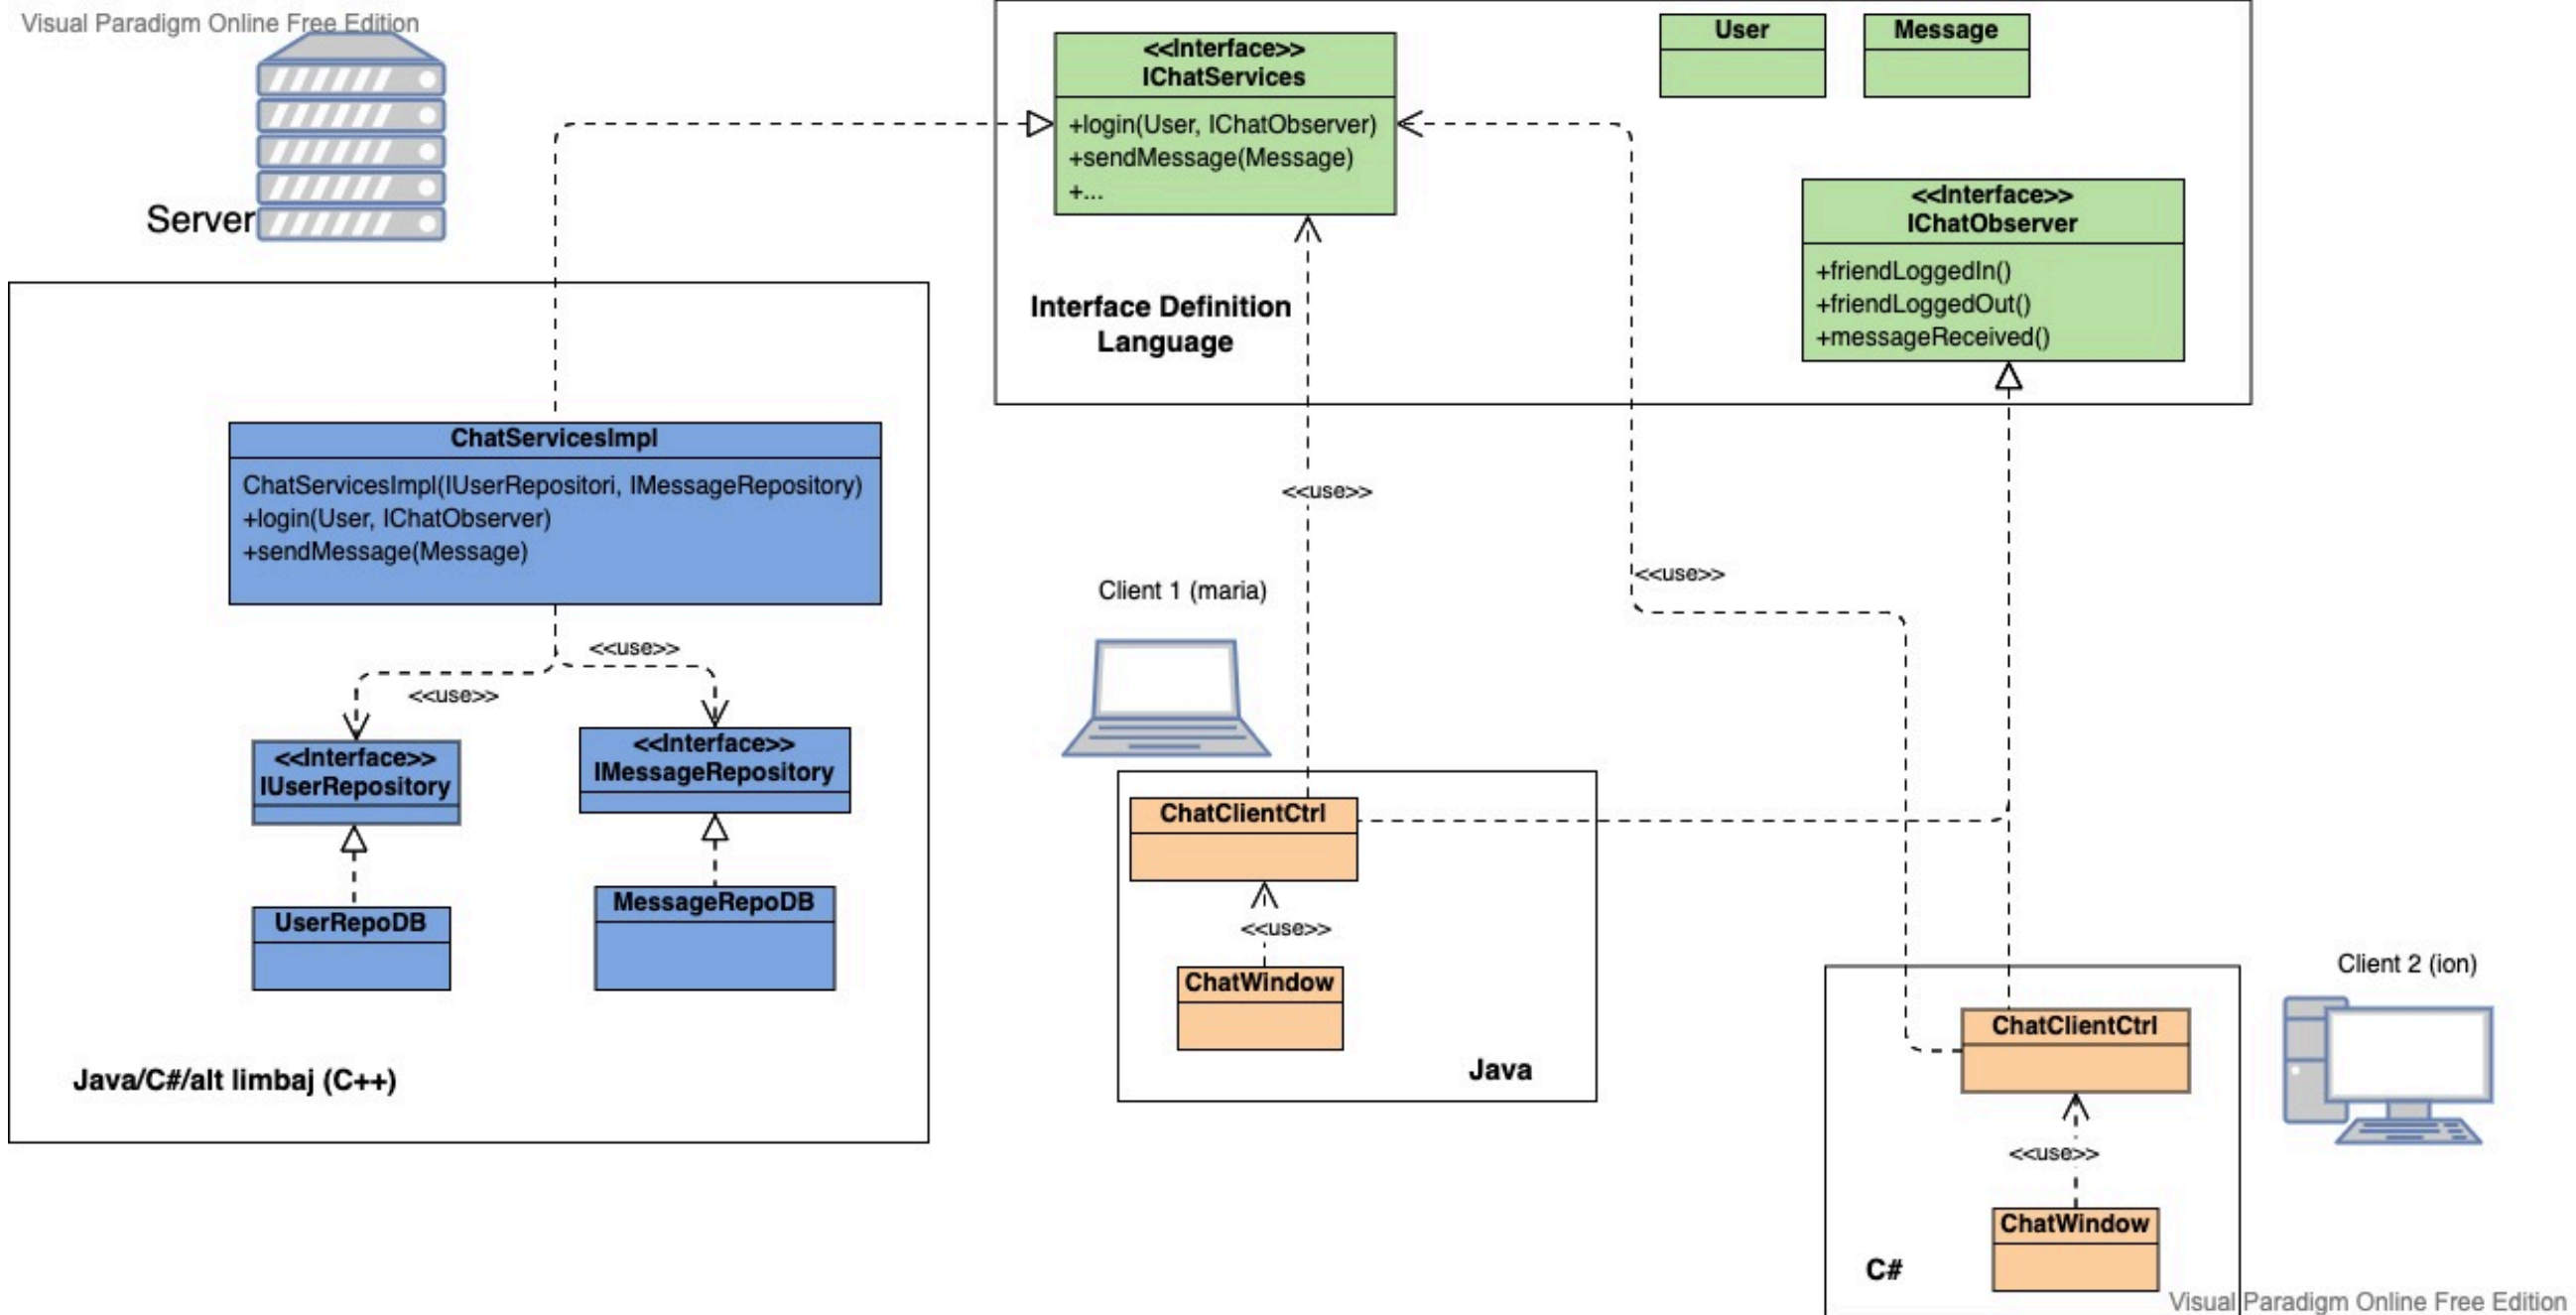 Visual Paradigm Online Free Edition
Server
<<Interface>>
IChatServices
+login(User, IChatObserver)
+sendMessage(Message)
+...
User
Message
<<Interface>>
IChatObserver
+friendLoggedIn()
+friendLoggedOut()
+messageReceived()
Interface Definition
Language
ChatServicesImpl
ChatServicesImpl(IUserRepositori, IMessageRepository)
+login(User, IChatObserver)
+sendMessage(Message)
<<use>>
<<use>>
<<Interface>>
IUserRepository
<<Interface>>
IMessageRepository
UserRepoDB
MessageRepoDB
Java/C#/alt limbaj (C++)
<<use>>
<<use>>
Client 1 (maria)
ChatClientCtrl
<<use>>
ChatWindow
Java
Client 2 (ion)
ChatClientCtrl
<<use>>
ChatWindow
C#
Visual Paradigm Online Free Edition